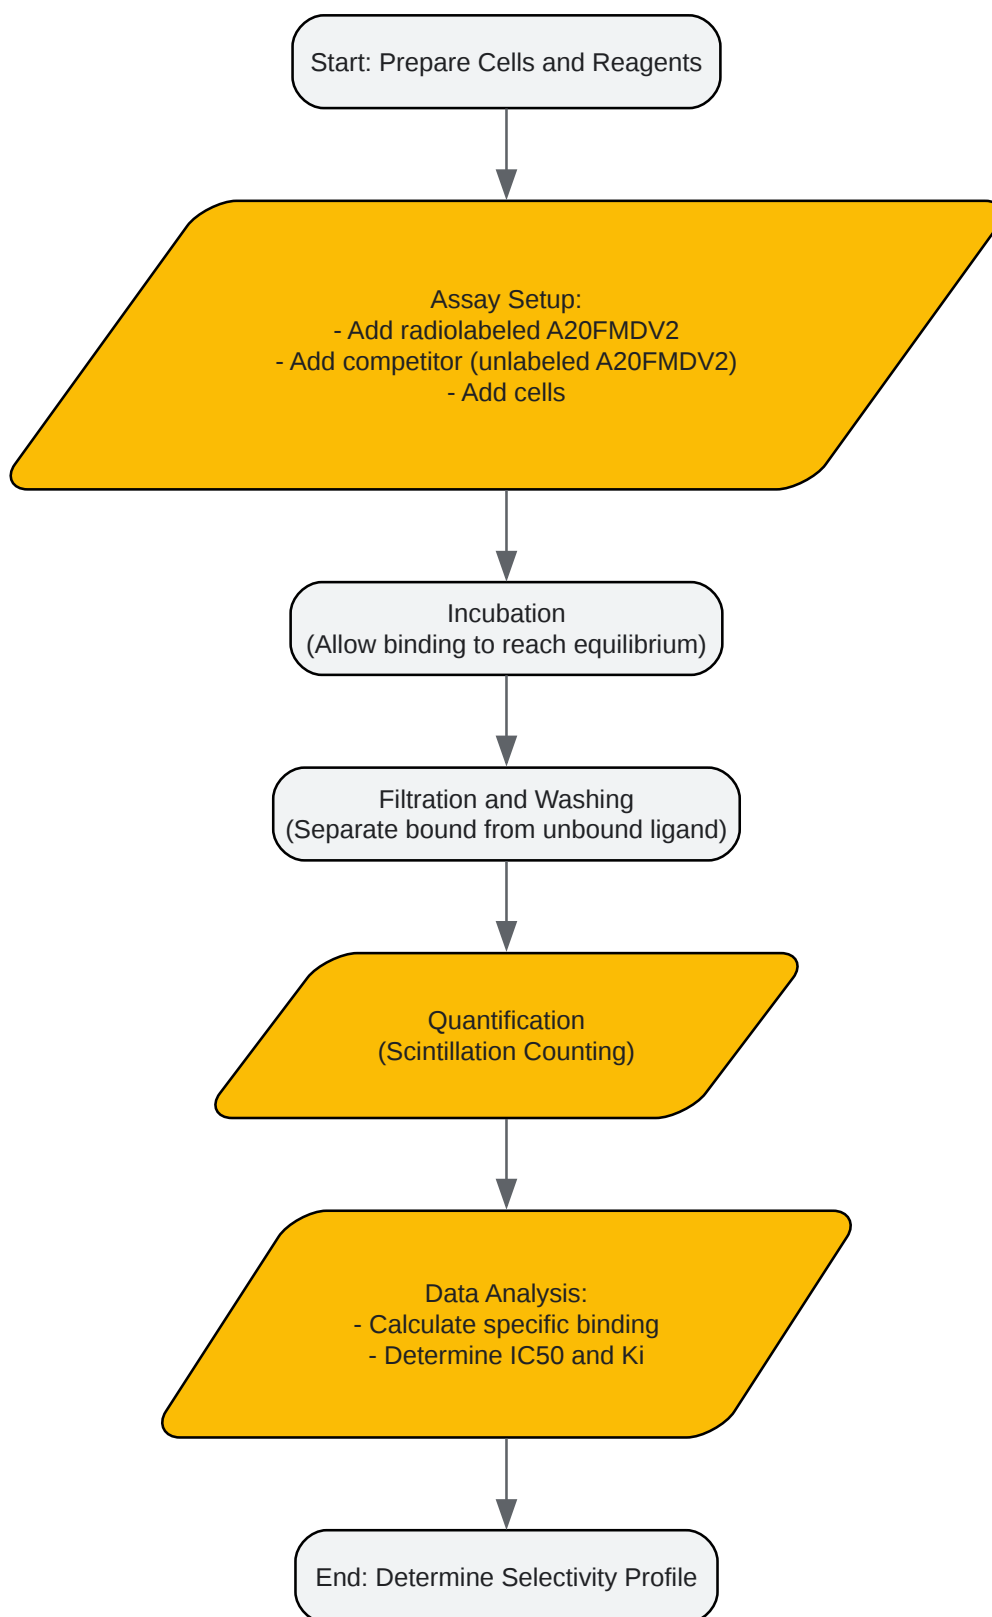 Start: Prepare Cells and Reagents
Assay Setup:
- Add radiolabeled A20FMDV2
- Add competitor (unlabeled A20FMDV2)
- Add cells
Incubation
(Allow binding to reach equilibrium)
Filtration and Washing
(Separate bound from unbound ligand)
Quantification
(Scintillation Counting)
Data Analysis:
- Calculate specific binding
- Determine IC50 and Ki
End: Determine Selectivity Profile